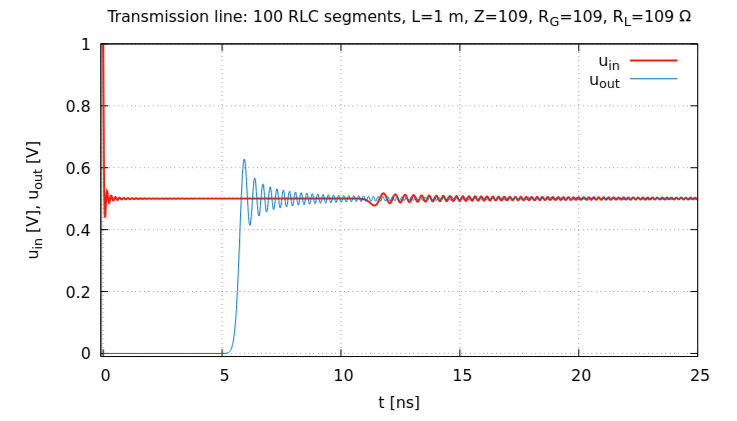 Transmission line: 100 RLC segments, L=1 m, Z=109, R_G=109, R_L=109 Ω
u_in
u_out
u_in [V], u_out [V]
1
0.8
0.6
0.4
0.2
0
0 5 10 15 20 25
t [ns]